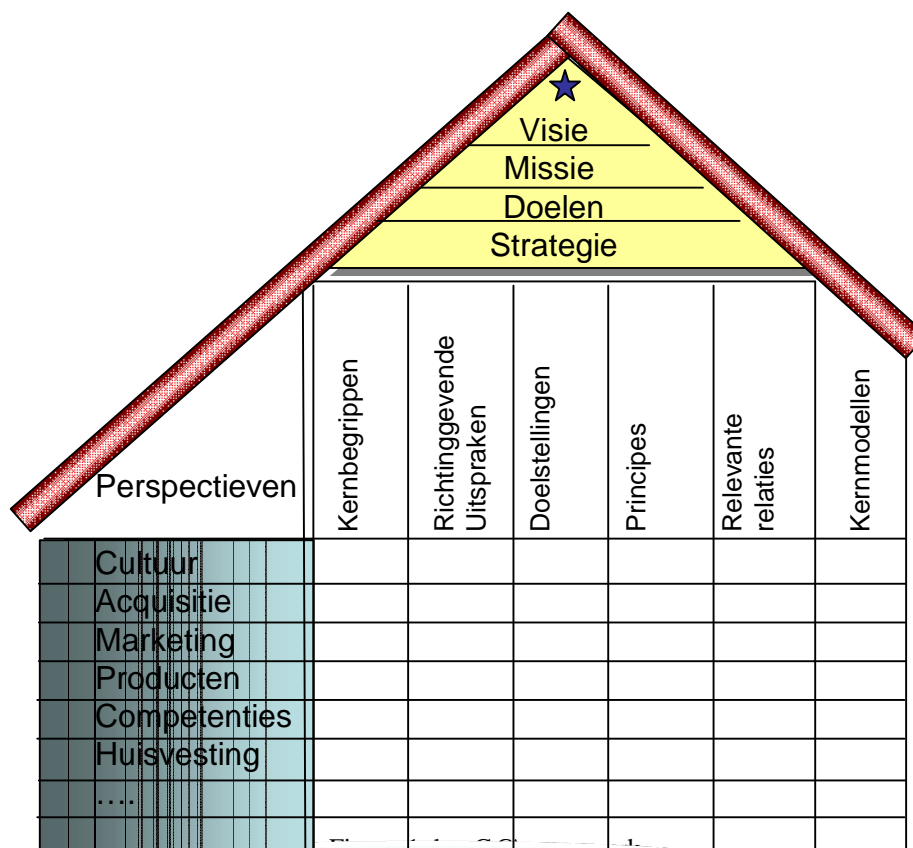 Visie
Missie
Doelen
Strategie
Perspectieven
Kernbegrippen
Richtinggevende
Uitspraken
Doelstellingen
Principes
Relevante
relaties
Kernmodellen
Cultuur
Acquisitie
Marketing
Producten
Competenties
Huisvesting
….